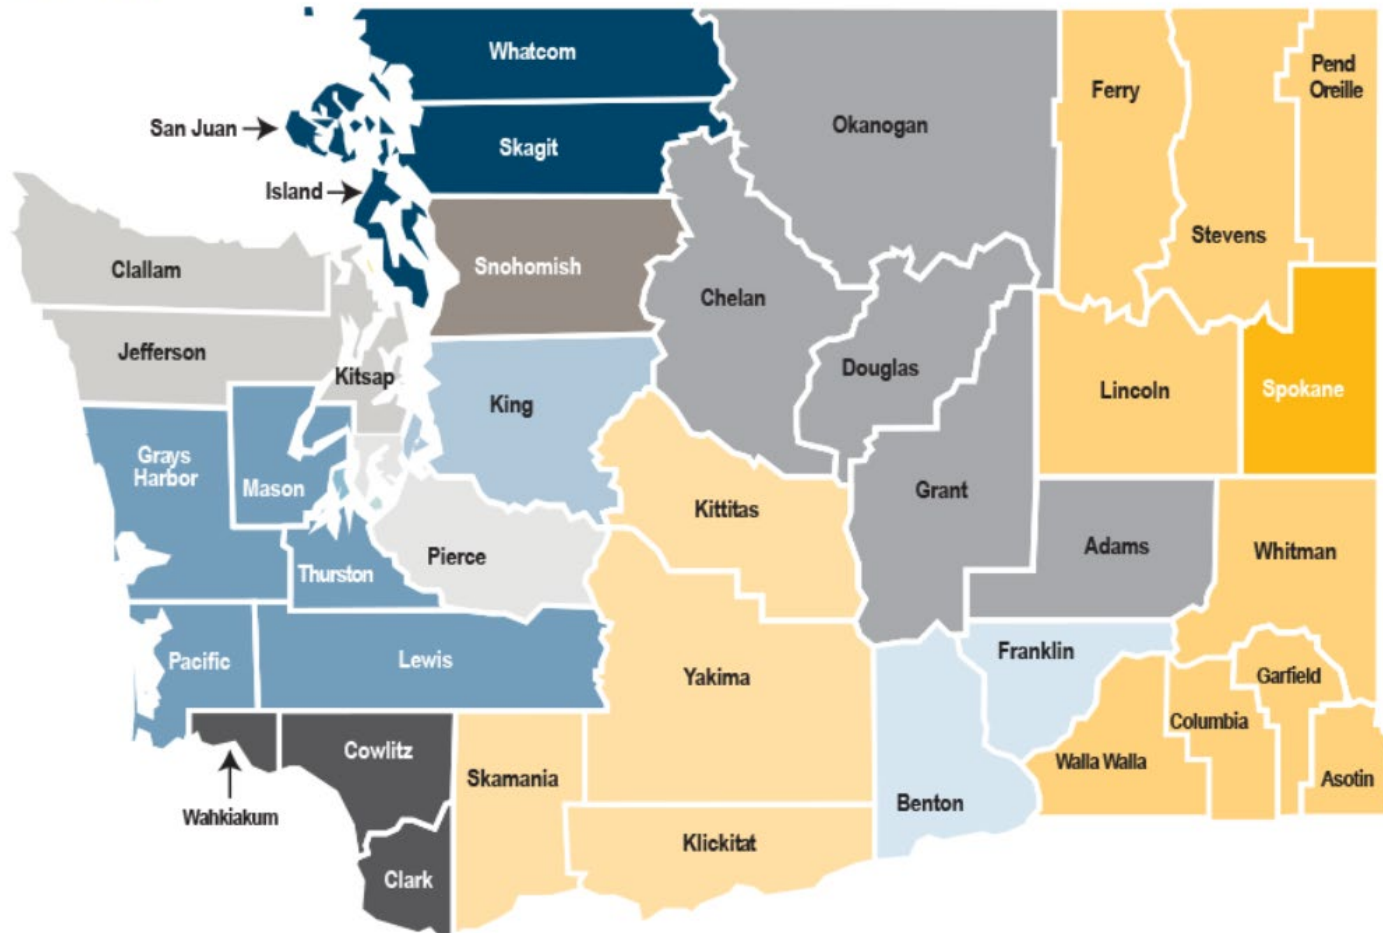 Whatcom
Pend
Oreille
Ferry
Okanogan
San Juan
Skagit
Island
Stevens
Clallam
Snohomish
Chelan
Jefferson
Douglas
Kitsap
King
Lincoln
Spokane
Grays
Harbor
Mason
Grant
Kittitas
Adams
Whitman
Pierce
Thurston
Franklin
Pacific
Lewis
Yakima
Garfield
Columbia
Cowlitz
Walla Walla
Skamania
Asotin
Benton
Wahkiakum
Klickitat
Clark